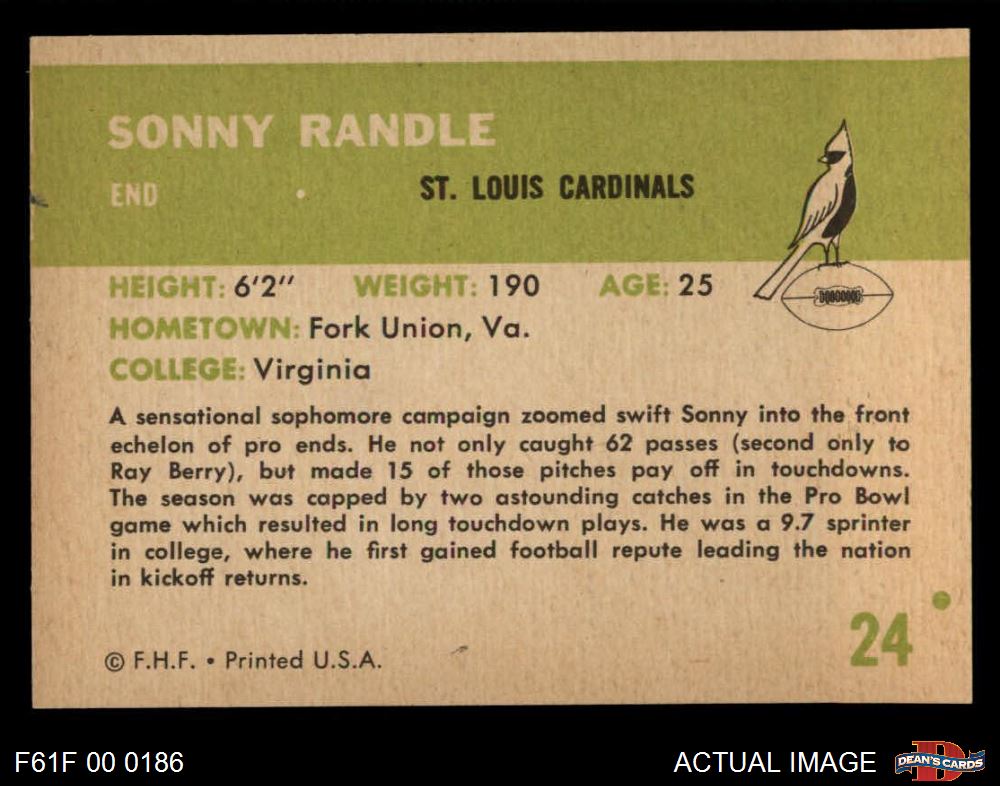 SONNY RANDLE
END • ST. LOUIS CARDINALS
HEIGHT: 6'2" WEIGHT: 190 AGE: 25
HOMETOWN: Fork Union, Va.
COLLEGE: Virginia
A sensational sophomore campaign zoomed swift Sonny into the front
echelon of pro ends. He not only caught 62 passes (second only to
Ray Berry), but made 15 of those pitches pay off in touchdowns.
The season was capped by two astounding catches in the Pro Bowl
game which resulted in long touchdown plays. He was a 9.7 sprinter
in college, where he first gained football repute leading the nation
in kickoff returns.
24
© F.H.F. • Printed U.S.A.
F61F 00 0186 ACTUAL IMAGE DEAN'S CARDS